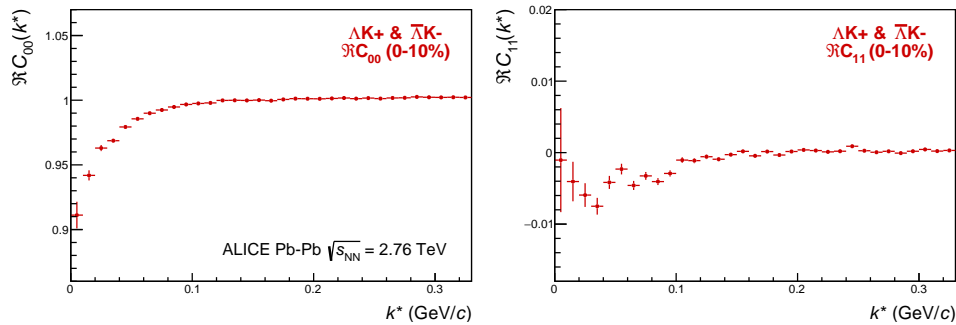 ℜC₀₀(k*)
1.05
1
0.95
0.9
ΛK+ & Λ̅K-
ℜC₀₀ (0-10%)
ALICE Pb-Pb √s_NN = 2.76 TeV
0 0.1 0.2 0.3
k* (GeV/c)
ℜC₁₁(k*)
0.02
0.01
0
−0.01
ΛK+ & Λ̅K-
ℜC₁₁ (0-10%)
0 0.1 0.2 0.3
k* (GeV/c)